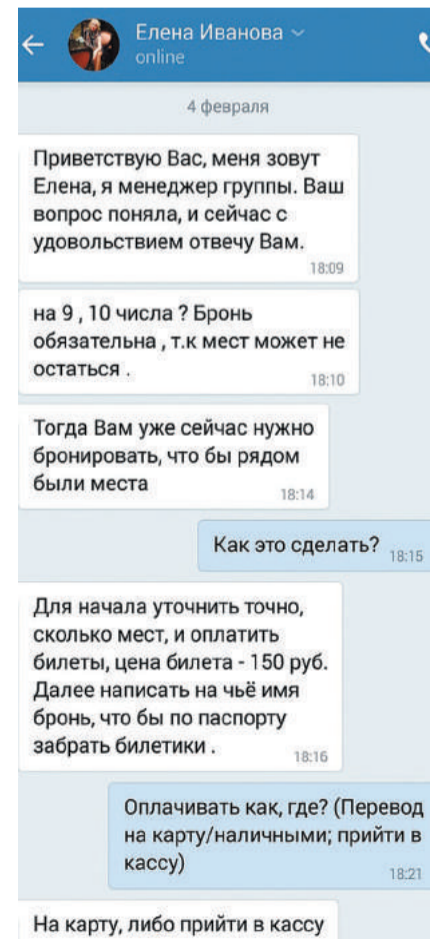 Елена Иванова
online
4 февраля
Приветствую Вас, меня зовут
Елена, я менеджер группы. Ваш
вопрос поняла, и сейчас с
удовольствием отвечу Вам.
18:09
на 9 , 10 числа ? Бронь
обязательна , т.к мест может не
остаться .
18:10
Тогда Вам уже сейчас нужно
бронировать, что бы рядом
были места
18:14
Как это сделать?
18:15
Для начала уточнить точно,
сколько мест, и оплатить
билеты, цена билета - 150 руб.
Далее написать на чьё имя
бронь, что бы по паспорту
забрать билетики .
18:16
Оплачивать как, где? (Перевод
на карту/наличными; прийти в
кассу)
18:21
На карту, либо прийти в кассу